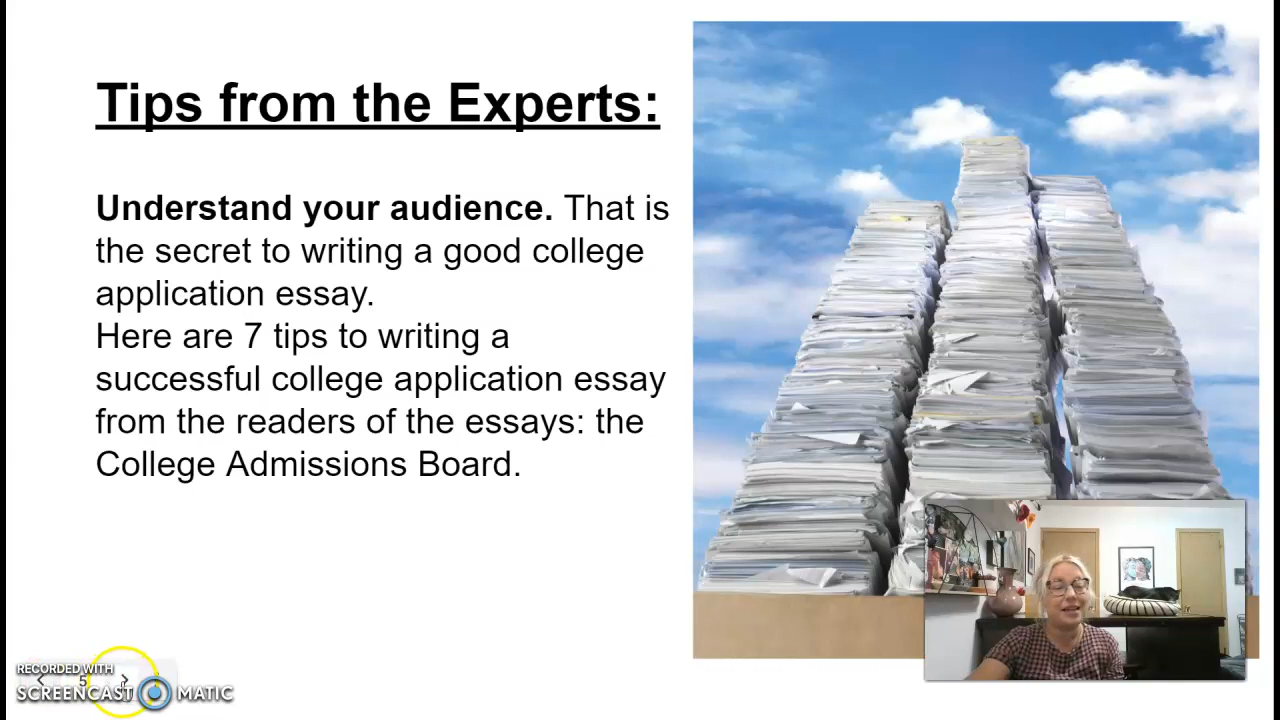 Tips from the Experts:
Understand your audience. That is
the secret to writing a good college
application essay.
Here are 7 tips to writing a
successful college application essay
from the readers of the essays: the
College Admissions Board.
RECORDED WITH
5
SCREENCAST MATIC